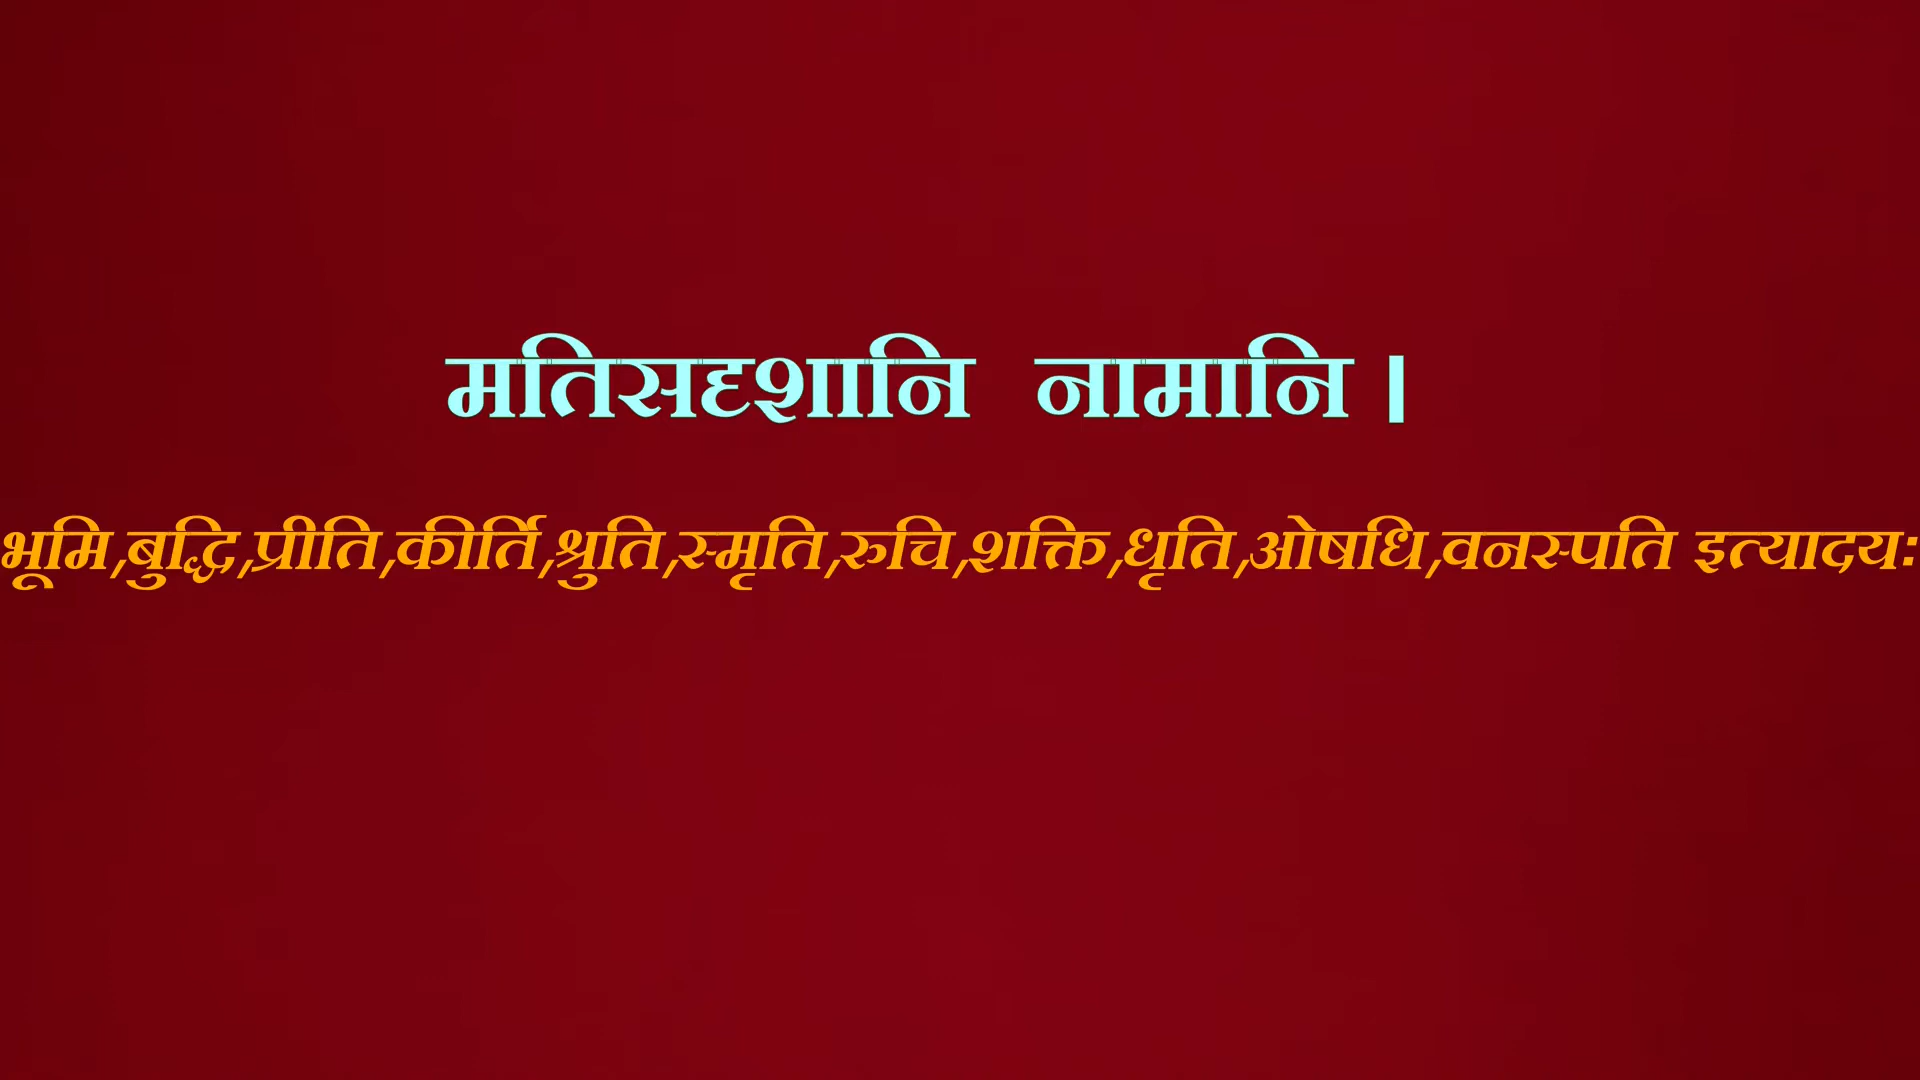 मतिसदृशानि नामानि ।
भूमि,बुद्धि,प्रीति,कीर्ति,श्रुति,स्मृति,रुचि,शक्ति,धृति,ओषधि,वनस्पति इत्यादयः